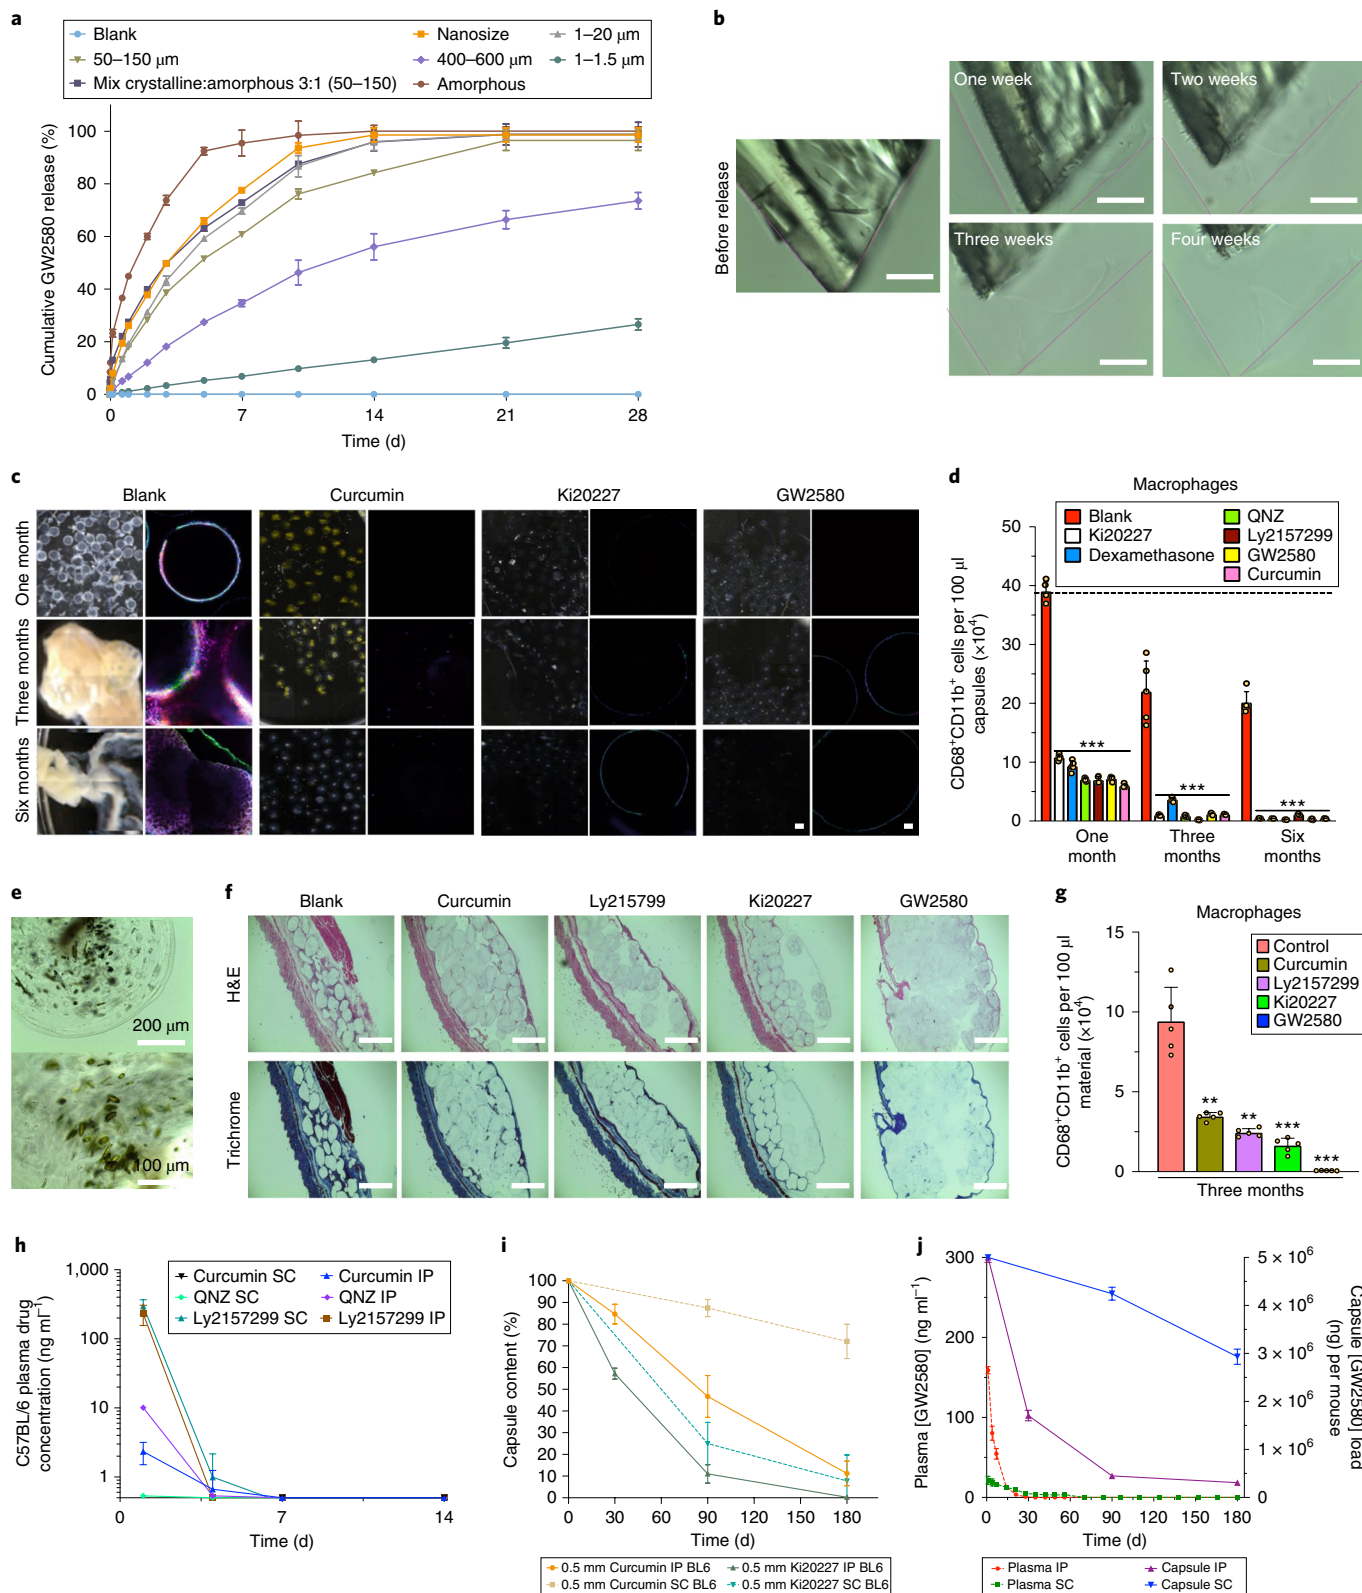 a
Blank
Nanosize
1–20 μm
50–150 μm
400–600 μm
1–1.5 μm
Mix crystalline:amorphous 3:1 (50–150)
Amorphous
Cumulative GW2580 release (%)
100
80
60
40
20
0
0 7 14 21 28
Time (d)
b
Before release
One week
Two weeks
Three weeks
Four weeks
c
Blank Curcumin Ki20227 GW2580
One month
Three months
Six months
d
Macrophages
Blank
Ki20227
Dexamethasone
QNZ
Ly2157299
GW2580
Curcumin
CD68⁺CD11b⁺ cells per 100 μl
capsules (×10⁴)
50
40
30
20
10
0
***
***
***
One
month
Three
months
Six
months
e
200 μm
100 μm
f
Blank Curcumin Ly215799 Ki20227 GW2580
H&E
Trichrome
g
Macrophages
Control
Curcumin
Ly2157299
Ki20227
GW2580
CD68⁺CD11b⁺ cells per 100 μl
material (×10⁴)
15
10
5
0
**
**
***
***
Three months
h
Curcumin SC
Curcumin IP
QNZ SC
QNZ IP
Ly2157299 SC
Ly2157299 IP
C57BL/6 plasma drug
concentration (ng ml⁻¹)
1,000
100
10
1
0 7 14
Time (d)
i
Capsule content (%)
100
90
80
70
60
50
40
30
20
10
0
0 30 60 90 120 150 180
Time (d)
0.5 mm Curcumin IP BL6
0.5 mm Ki20227 IP BL6
0.5 mm Curcumin SC BL6
0.5 mm Ki20227 SC BL6
j
Plasma [GW2580] (ng ml⁻¹)
300
200
100
0
5 × 10⁶
4 × 10⁶
3 × 10⁶
2 × 10⁶
1 × 10⁶
0
Capsule [GW2580] load
(ng) per mouse
0 30 60 90 120 150 180
Time (d)
Plasma IP
Capsule IP
Plasma SC
Capsule SC